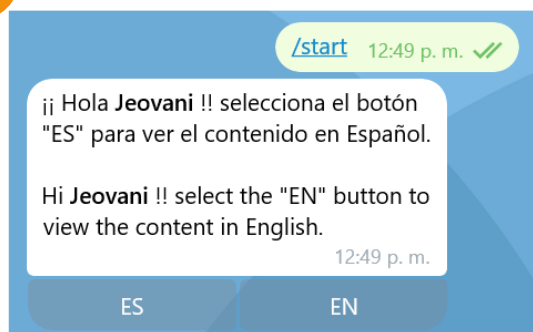 /start 12:49 p. m.
¡¡ Hola Jeovani !! selecciona el botón
"ES" para ver el contenido en Español.
Hi Jeovani !! select the "EN" button to
view the content in English.
12:49 p. m.
ES EN